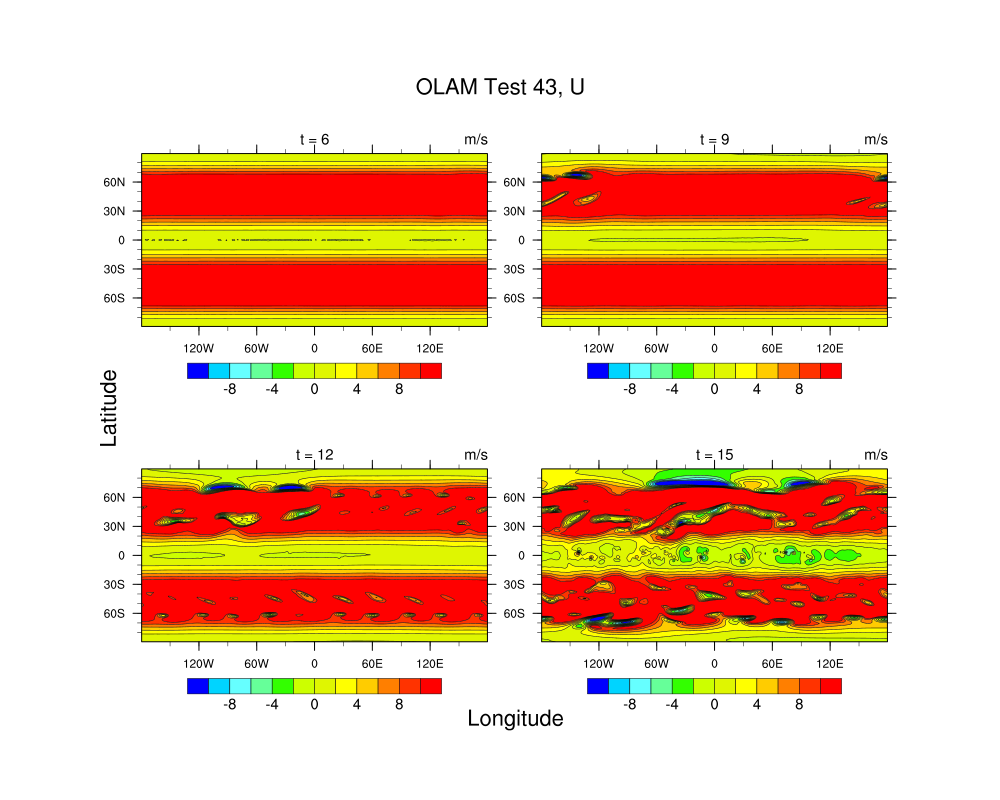 OLAM Test 43, U
t = 6 m/s
60N
30N
0
30S
60S
120W 60W 0 60E 120E
-8 -4 0 4 8
t = 9 m/s
60N
30N
0
30S
60S
120W 60W 0 60E 120E
-8 -4 0 4 8
Latitude
t = 12 m/s
60N
30N
0
30S
60S
120W 60W 0 60E 120E
-8 -4 0 4 8
t = 15 m/s
60N
30N
0
30S
60S
120W 60W 0 60E 120E
-8 -4 0 4 8
Longitude